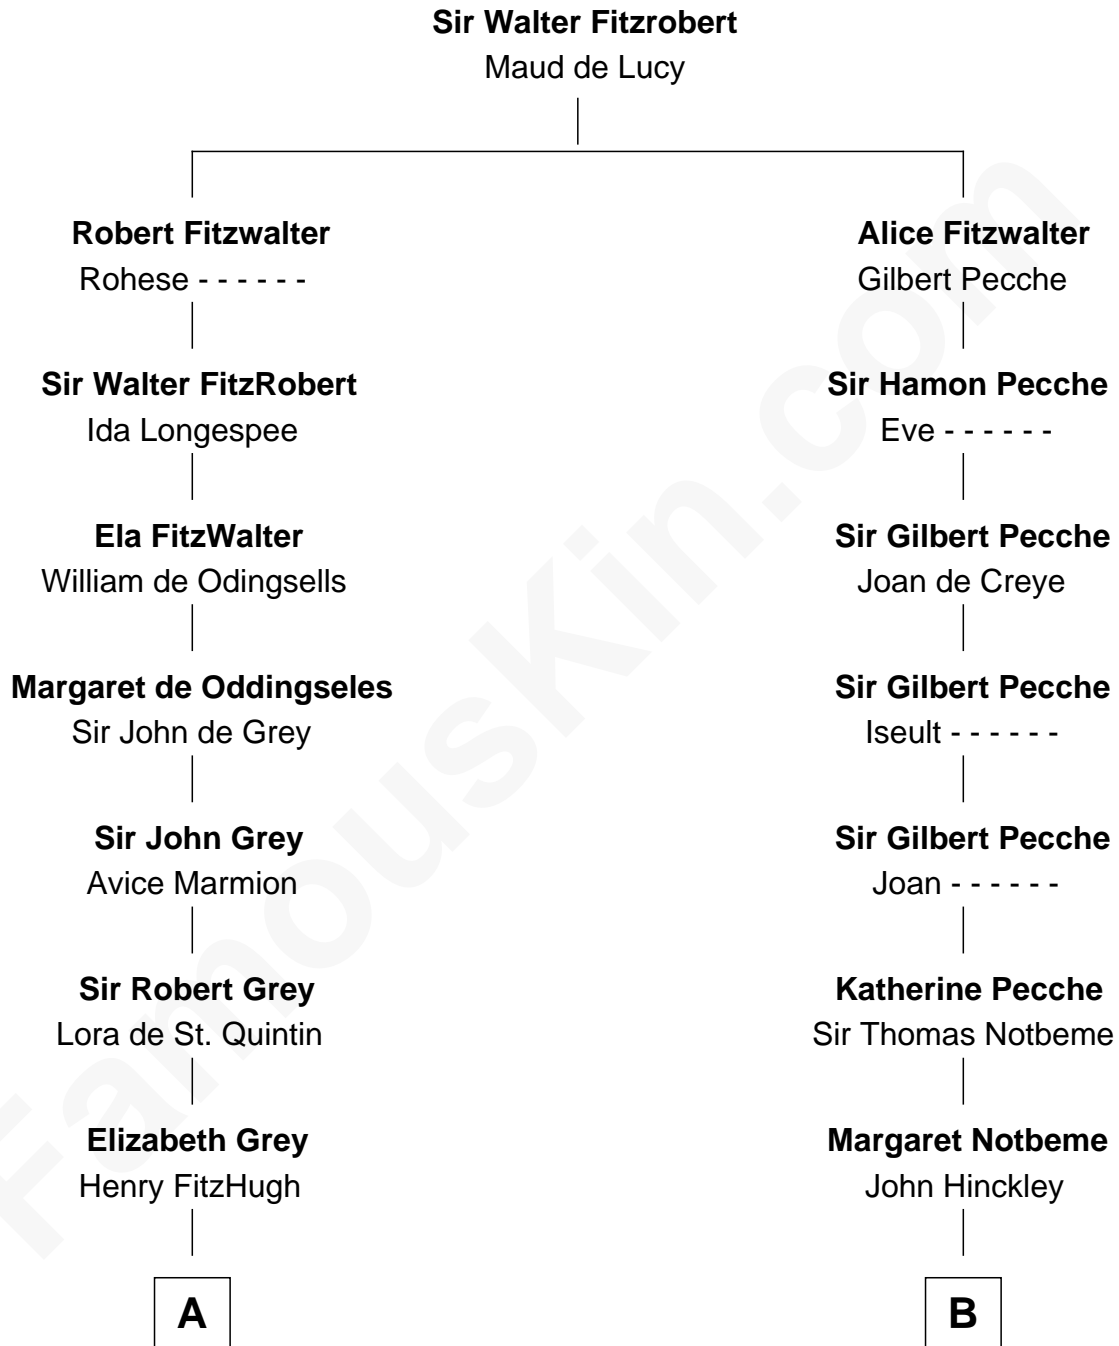 Sir Walter Fitzrobert
Maud de Lucy
Robert Fitzwalter
Rohese - - - - - -
Alice Fitzwalter
Gilbert Pecche
Sir Walter FitzRobert
Ida Longespee
Sir Hamon Pecche
Eve - - - - - -
Ela FitzWalter
William de Odingsells
Sir Gilbert Pecche
Joan de Creye
Margaret de Oddingseles
Sir John de Grey
Sir Gilbert Pecche
Iseult - - - - - -
Sir John Grey
Avice Marmion
Sir Gilbert Pecche
Joan - - - - - -
Sir Robert Grey
Lora de St. Quintin
Katherine Pecche
Sir Thomas Notbeme
Elizabeth Grey
Henry FitzHugh
Margaret Notbeme
John Hinckley
A
B
FamousKin.com